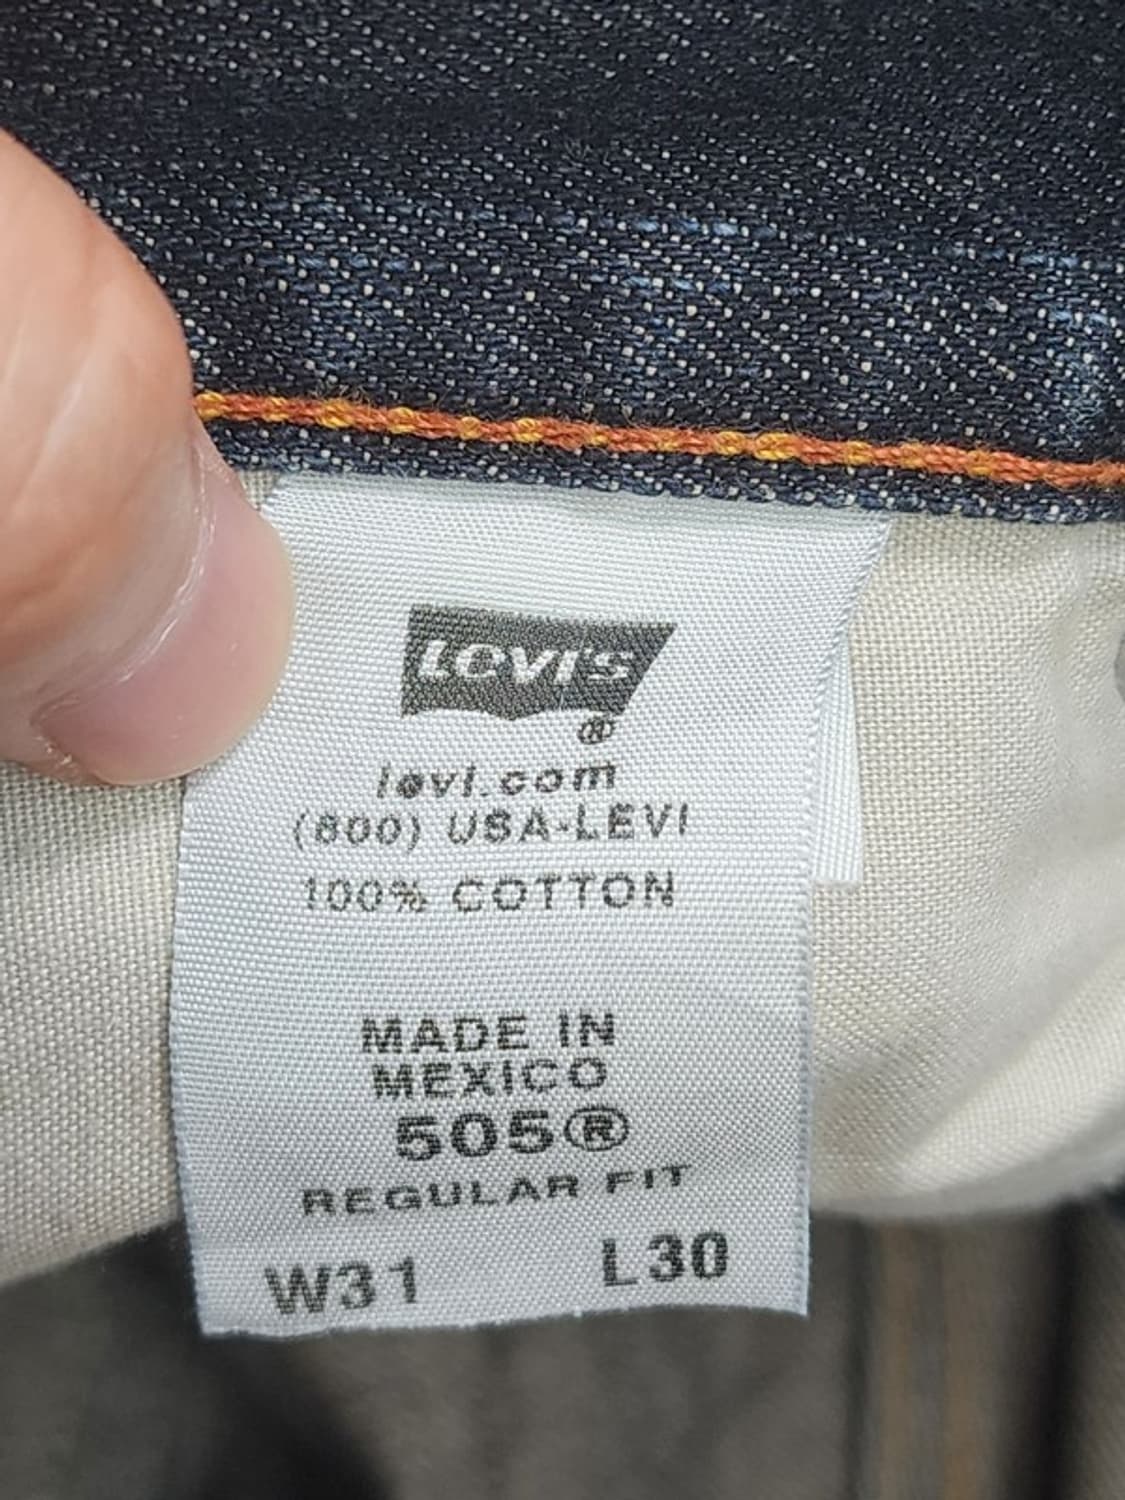 LEVI'S
®
levi.com
(800) USA-LEVI
100% COTTON
MADE IN
MEXICO
505®
REGULAR FIT
W31 L30